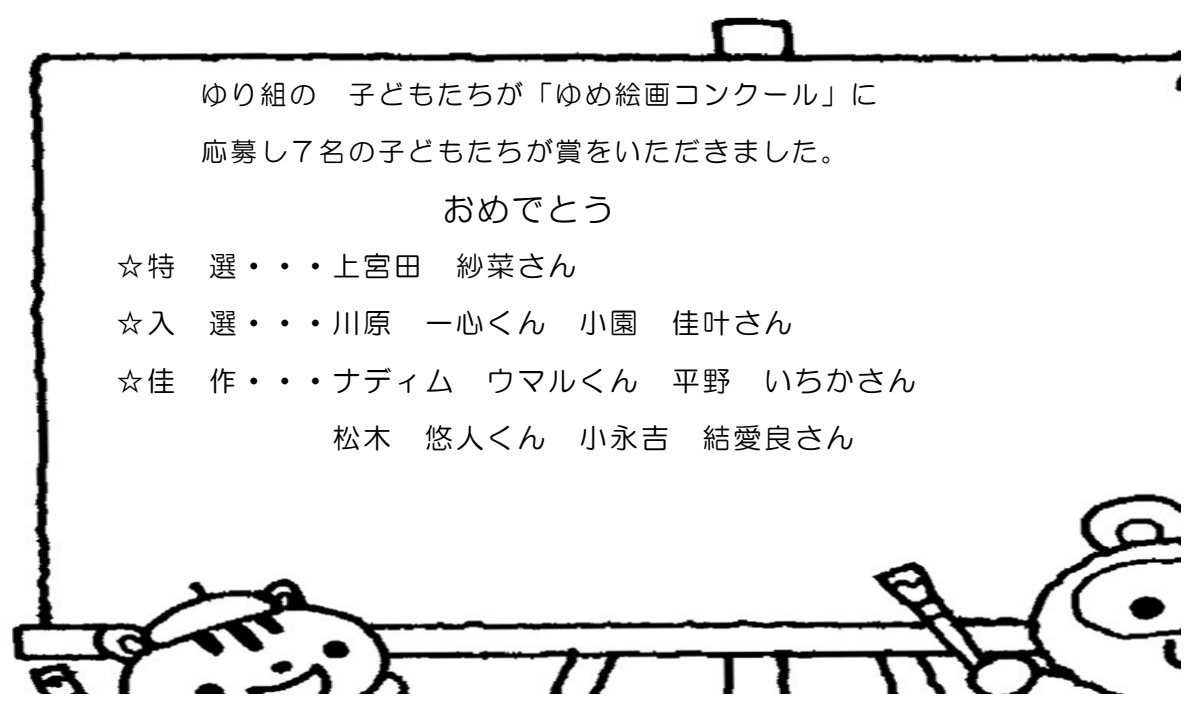 ゆり組の　子どもたちが「ゆめ絵画コンクール」に
応募し７名の子どもたちが賞をいただきました。
おめでとう
☆特　選・・・上宮田　紗菜さん
☆入　選・・・川原　一心くん　小園　佳叶さん
☆佳　作・・・ナディム　ウマルくん　平野　いちかさん
松木　悠人くん　小永吉　結愛良さん